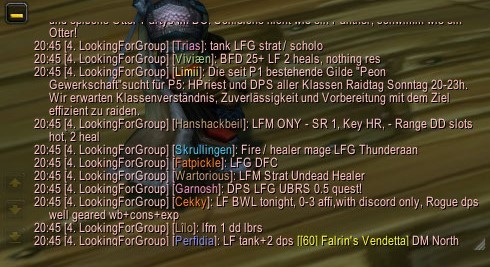 Otter!
20:45 [4. LookingForGroup] [Trias]: tank LFG strat / scholo
20:45 [4. LookingForGroup] [Viviæn]: BFD 25+ LF 2 heals, nothing res
20:45 [4. LookingForGroup] [Limii]: Die seit P1 bestehende Gilde "Peon
Gewerkschaft"sucht für P5: HPriest und DPS aller Klassen Raidtag Sonntag 20-23h.
Wir erwarten Klassenverständnis, Zuverlässigkeit und Vorbereitung mit dem Ziel
effizient zu raiden.
20:45 [4. LookingForGroup] [Hanshackbeil]: LFM ONY - SR 1, Key HR, - Range DD slots
hot, 2 heal
20:45 [4. LookingForGroup] [Skrullingen]: Fire / healer mage LFG Thunderaan
20:45 [4. LookingForGroup] [Fatpickle]: LFG DFC
20:45 [4. LookingForGroup] [Wartorious]: LFM Strat Undead Healer
20:45 [4. LookingForGroup] [Garnosh]: DPS LFG UBRS 0.5 quest!
20:45 [4. LookingForGroup] [Cekky]: LF BWL tonight, 0-3 affi,with discord only, Rogue dps
well geared wb+cons+exp
20:45 [4. LookingForGroup] [Lïlo]: lfm 1 dd lbrs
20:45 [4. LookingForGroup] [Perfidia]: LF tank+2 dps [[60] Falrin's Vendetta] DM North